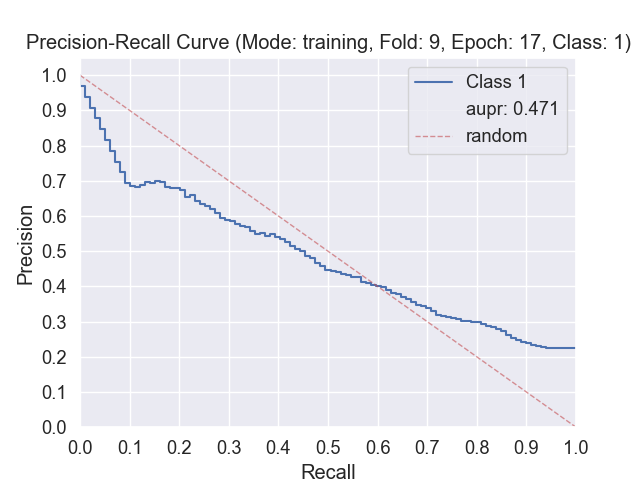 Precision-Recall Curve (Mode: training, Fold: 9, Epoch: 17, Class: 1)
Class 1
aupr: 0.471
random
Precision
1.0
0.9
0.8
0.7
0.6
0.5
0.4
0.3
0.2
0.1
0.0
0.0 0.1 0.2 0.3 0.4 0.5 0.6 0.7 0.8 0.9 1.0
Recall